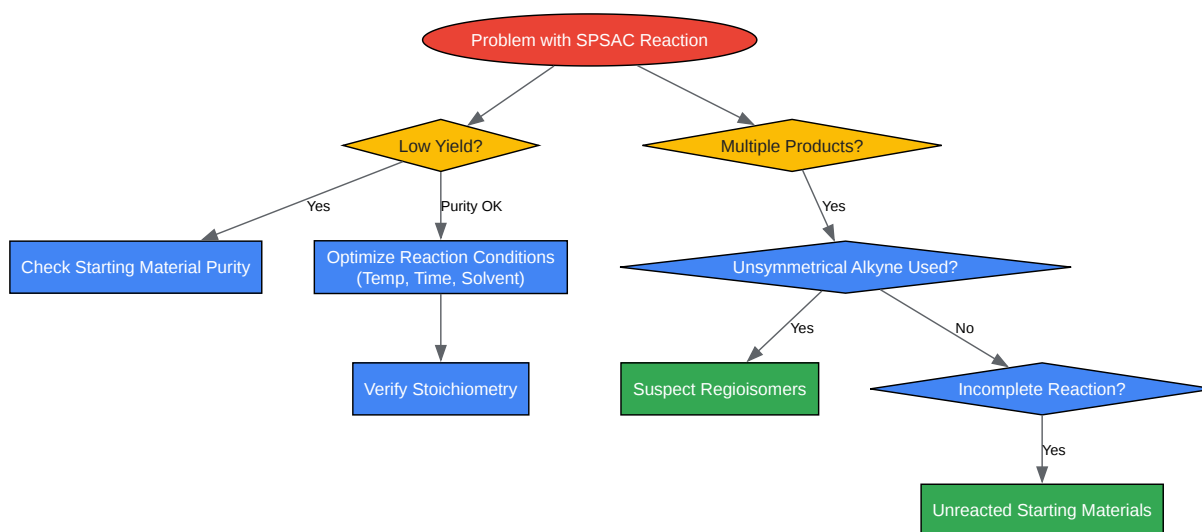 Problem with SPSAC Reaction
Low Yield?
Multiple Products?
Yes
Purity OK
Yes
Check Starting Material Purity
Optimize Reaction Conditions
(Temp, Time, Solvent)
Unsymmetrical Alkyne Used?
Yes
No
Verify Stoichiometry
Suspect Regioisomers
Incomplete Reaction?
Yes
Unreacted Starting Materials